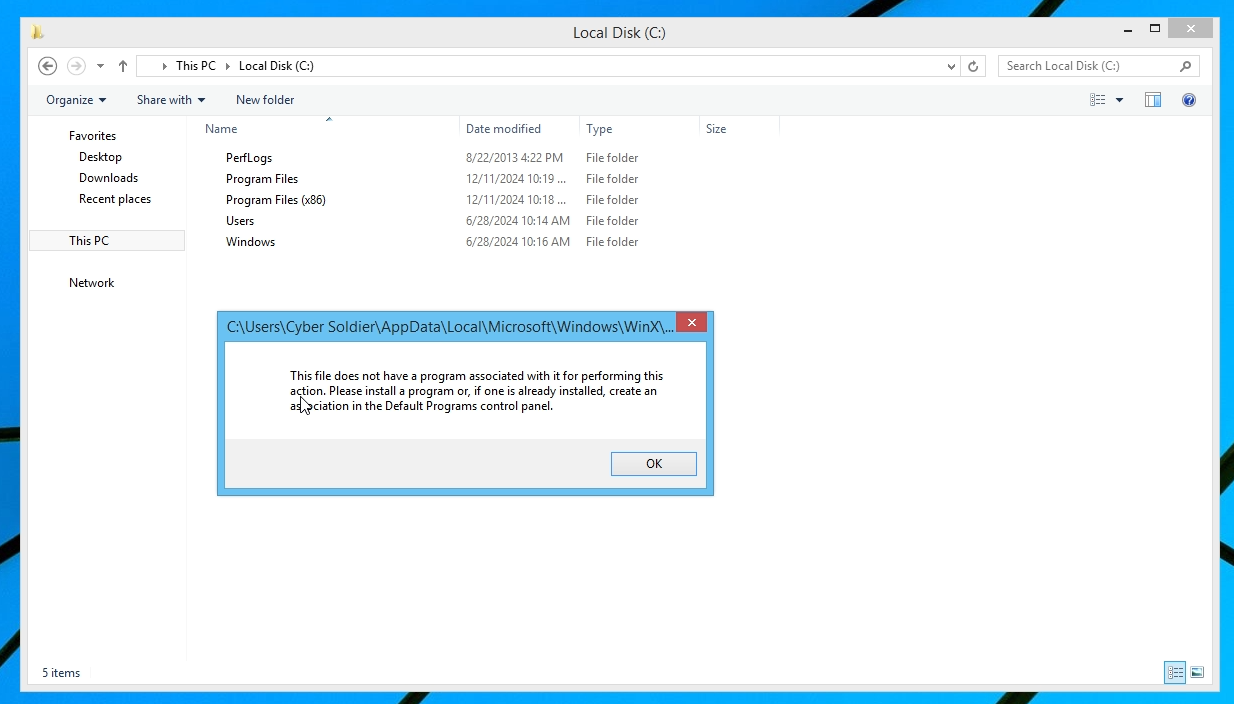 Local Disk (C:)
This PC Local Disk (C:)
Search Local Disk (C:)
Organize Share with New folder
Name Date modified Type Size
Favorites
Desktop
Downloads
Recent places
This PC
Network
PerfLogs 8/22/2013 4:22 PM File folder
Program Files 12/11/2024 10:19 ... File folder
Program Files (x86) 12/11/2024 10:18 ... File folder
Users 6/28/2024 10:14 AM File folder
Windows 6/28/2024 10:16 AM File folder
C:\Users\Cyber Soldier\AppData\Local\Microsoft\Windows\WinX\...
This file does not have a program associated with it for performing this
action. Please install a program or, if one is already installed, create an
association in the Default Programs control panel.
OK
5 items